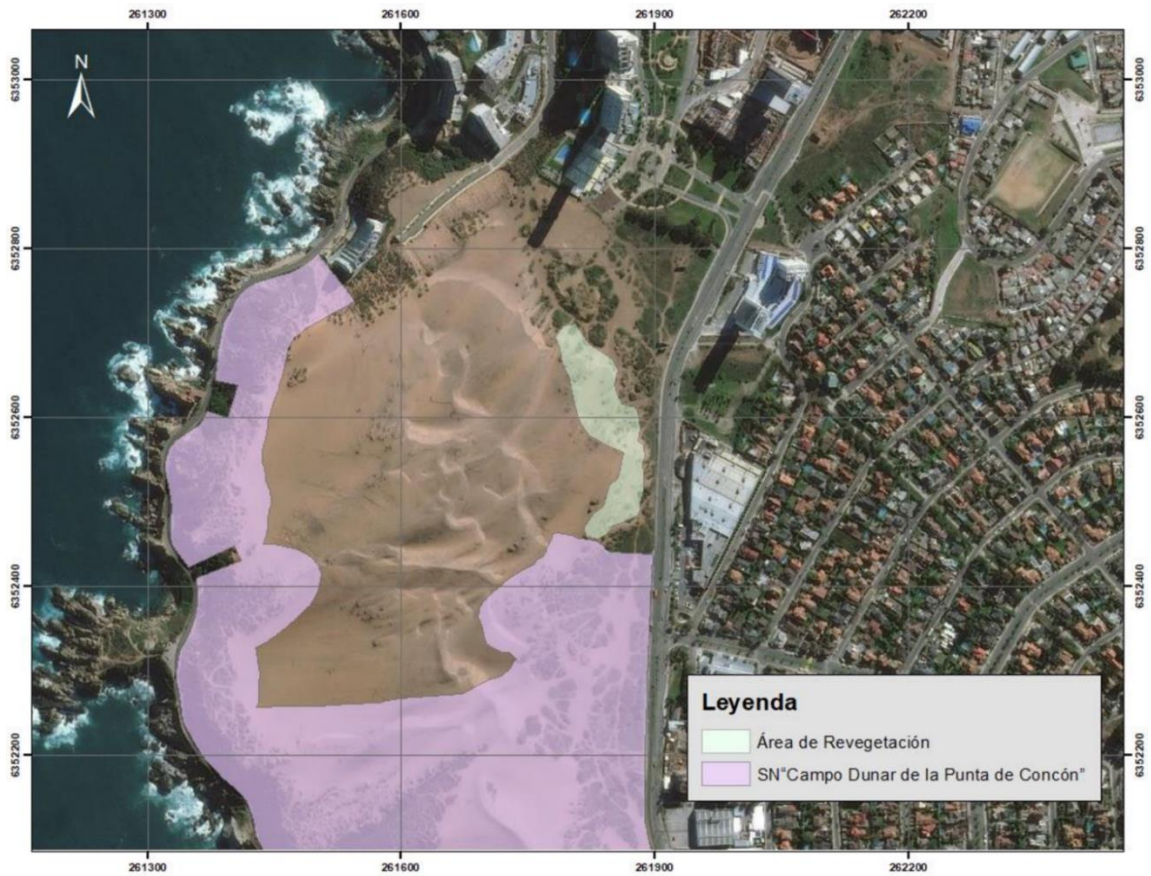 261300 261600 261900 262200
N
6353000 6353000
6352800 6352800
6352600 6352600
6352400 6352400
Leyenda
Área de Revegetación
6352200 6352200
SN"Campo Dunar de la Punta de Concón"
261300 261600 261900 262200